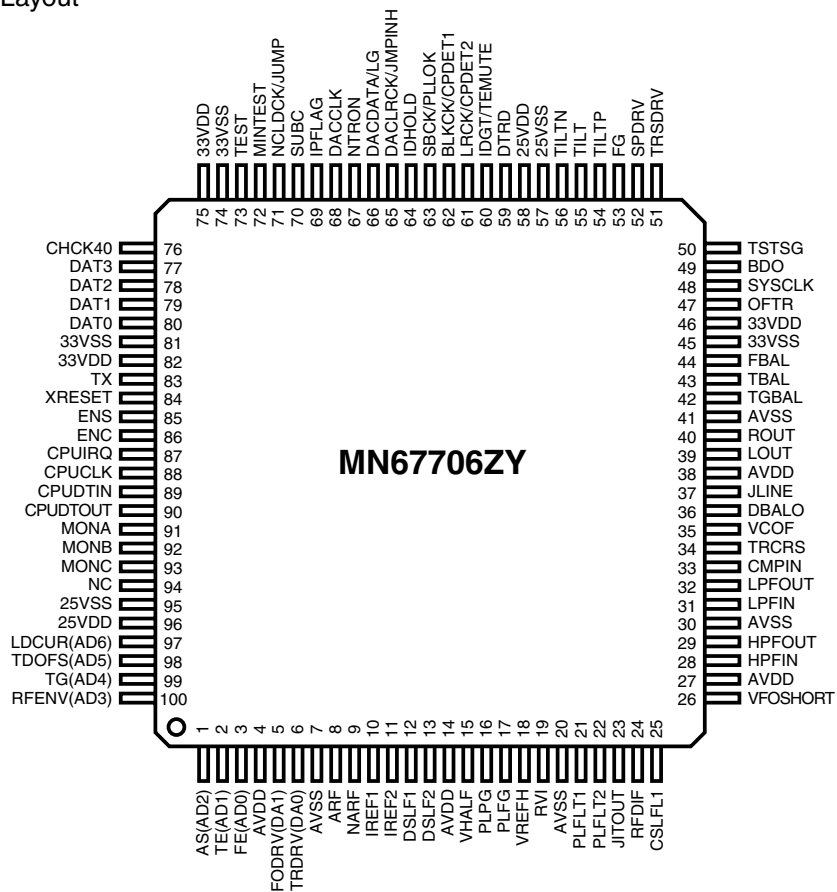 Layout
75 33VDD
74 33VSS
73 TEST
72 MINTEST
71 NCLDCK/JUMP
70 SUBC
69 IPFLAG
68 DACCLK
67 NTRON
66 DACDATA/LG
65 DACLRCK/JMPINH
64 IDHOLD
63 SBCK/PLLOK
62 BLKCK/CPDET1
61 LRCK/CPDET2
60 IDGT/TEMUTE
59 DTRD
58 25VDD
57 25VSS
56 TILTN
55 TILT
54 TILTP
53 FG
52 SPDRV
51 TRSDRV
CHCK40 76
DAT3 77
DAT2 78
DAT1 79
DAT0 80
33VSS 81
33VDD 82
TX 83
XRESET 84
ENS 85
ENC 86
CPUIRQ 87
CPUCLK 88
CPUDTIN 89
CPUDTOUT 90
MONA 91
MONB 92
MONC 93
NC 94
25VSS 95
25VDD 96
LDCUR(AD6) 97
TDOFS(AD5) 98
TG(AD4) 99
RFENV(AD3) 100
MN67706ZY
50 TSTSG
49 BDO
48 SYSCLK
47 OFTR
46 33VDD
45 33VSS
44 FBAL
43 TBAL
42 TGBAL
41 AVSS
40 ROUT
39 LOUT
38 AVDD
37 JLINE
36 DBALO
35 VCOF
34 TRCRS
33 CMPIN
32 LPFOUT
31 LPFIN
30 AVSS
29 HPFOUT
28 HPFIN
27 AVDD
26 VFOSHORT
1 AS(AD2)
2 TE(AD1)
3 FE(AD0)
4 AVDD
5 FODRV(DA1)
6 TRDRV(DA0)
7 AVSS
8 ARF
9 NARF
10 IREF1
11 IREF2
12 DSLF1
13 DSLF2
14 AVDD
15 VHALF
16 PLPG
17 PLFG
18 VREFH
19 RVI
20 AVSS
21 PLFLT1
22 PLFLT2
23 JITOUT
24 RFDIF
25 CSLFL1